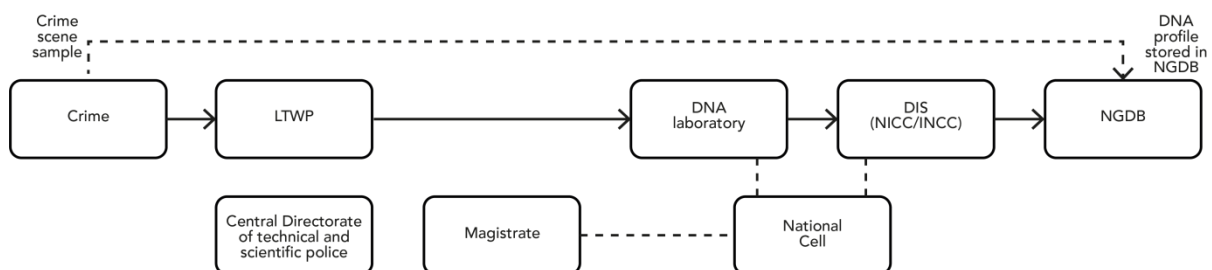 Crime
scene
sample
DNA
profile
stored in
NGDB
Crime
LTWP
DNA
laboratory
DIS
(NICC/INCC)
NGDB
Central Directorate
of technical and
scientific police
Magistrate
National
Cell